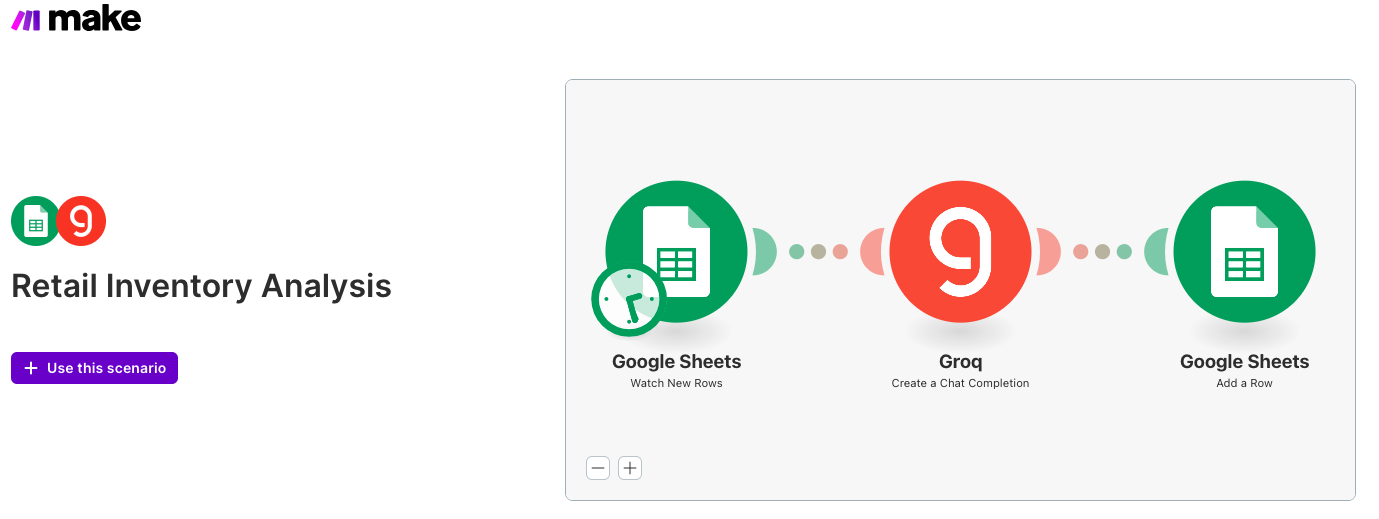 make
Retail Inventory Analysis
Use this scenario
Google Sheets
Watch New Rows
Groq
Create a Chat Completion
Google Sheets
Add a Row